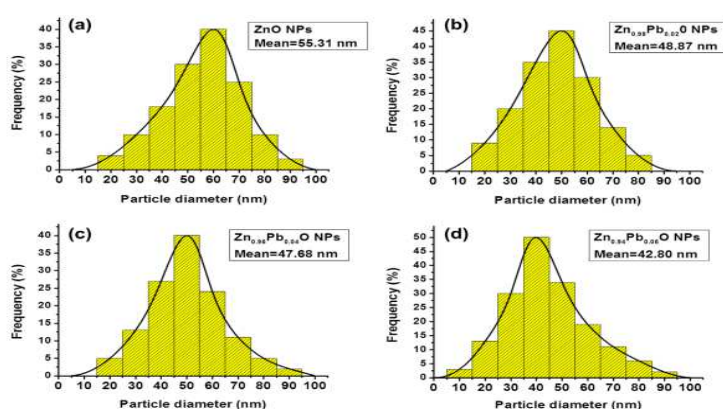 (a)
ZnO NPs
Mean=55.31 nm
Frequency (%)
40
35
30
25
20
15
10
5
0
0 10 20 30 40 50 60 70 80 90 100
Particle diameter (nm)
(b)
Zn₀.₉₈Pb₀.₀₂0 NPs
Mean=48.87 nm
Frequency (%)
45
40
35
30
25
20
15
10
5
0
0 10 20 30 40 50 60 70 80 90 100
Particle diameter (nm)
(c)
Zn₀.₉₆Pb₀.₀₄O NPs
Mean=47.68 nm
Frequency (%)
40
35
30
25
20
15
10
5
0
0 10 20 30 40 50 60 70 80 90 100
Particle diameter (nm)
(d)
Zn₀.₉₄Pb₀.₀₆O NPs
Mean=42.80 nm
Frequency (%)
50
45
40
35
30
25
20
15
10
5
0
0 10 20 30 40 50 60 70 80 90 100
Particle diameter (nm)